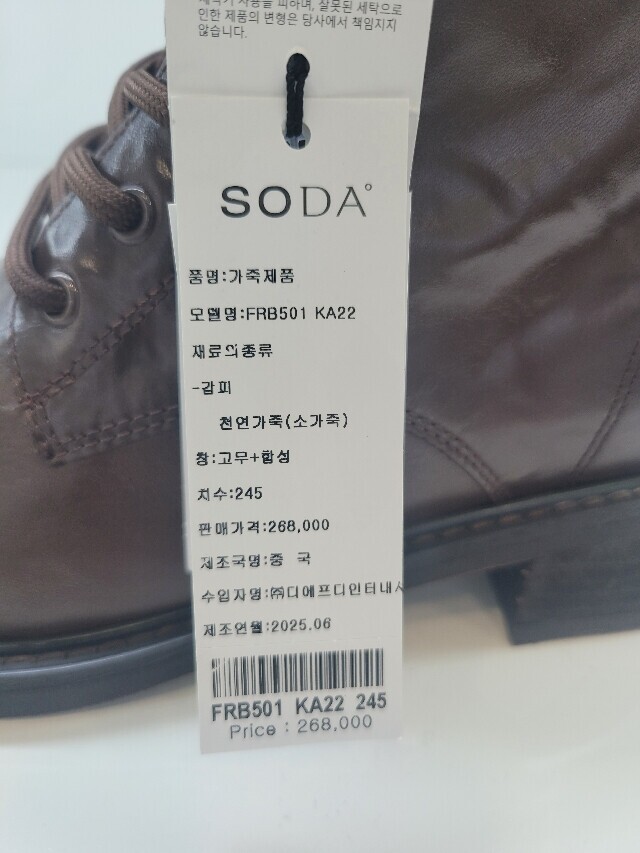 인한 제품의 변형은 당사에서 책임지지
않습니다.
SODA
품명:가죽제품
모델명:FRB501 KA22
재료의종류
-갑피
천연가죽(소가죽)
창:고무+합성
치수:245
판매가격:268,000
제조국명:중 국
수입자명:㈜디에프디인터내
제조연월:2025.06
FRB501 KA22 245
Price : 268,000